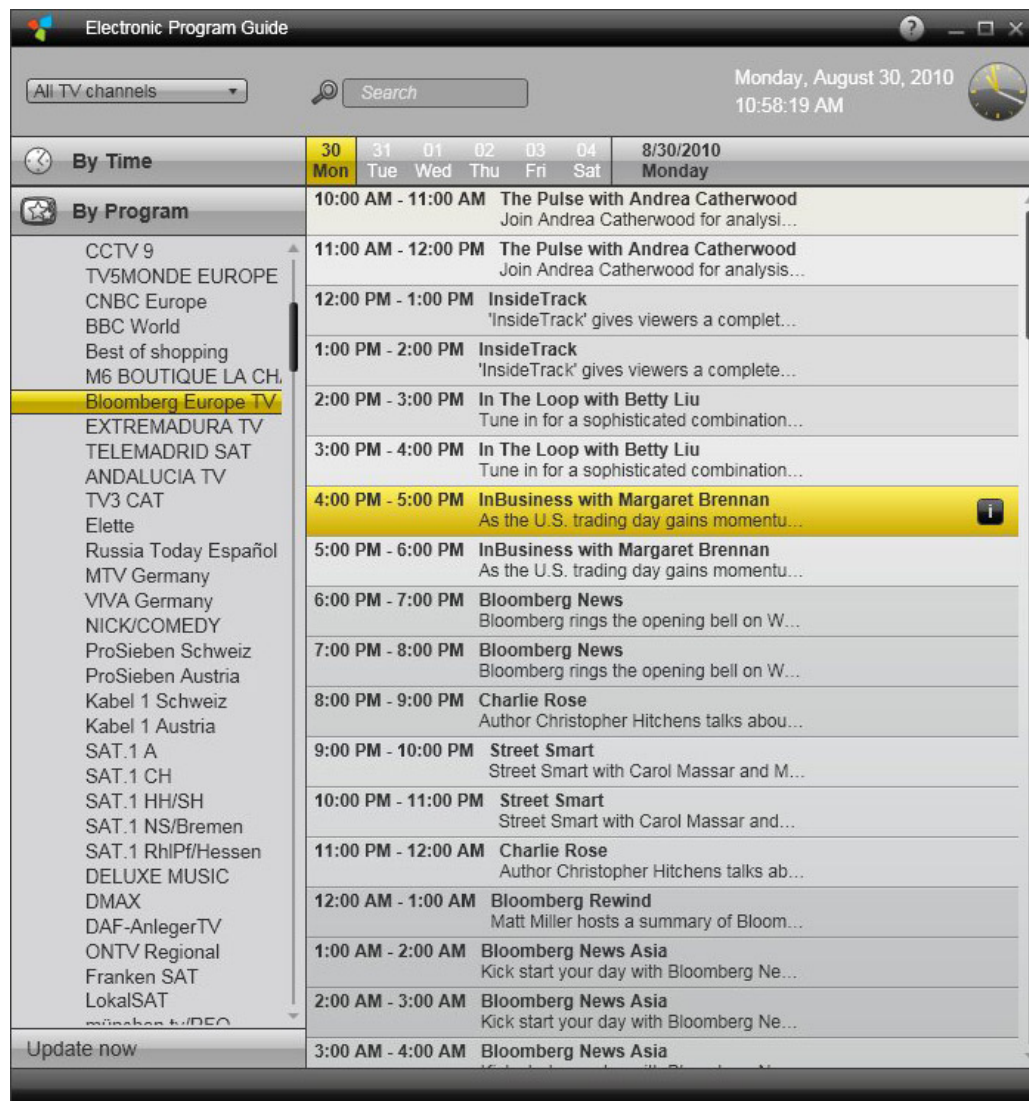 Electronic Program Guide
?
All TV channels
Search
Monday, August 30, 2010
10:58:19 AM
By Time
30 31 01 02 03 04
Mon Tue Wed Thu Fri Sat
8/30/2010
Monday
By Program
CCTV 9
TV5MONDE EUROPE
CNBC Europe
BBC World
Best of shopping
M6 BOUTIQUE LA CH
Bloomberg Europe TV
EXTREMADURA TV
TELEMADRID SAT
ANDALUCIA TV
TV3 CAT
Elette
Russia Today Español
MTV Germany
VIVA Germany
NICK/COMEDY
ProSieben Schweiz
ProSieben Austria
Kabel 1 Schweiz
Kabel 1 Austria
SAT.1 A
SAT.1 CH
SAT.1 HH/SH
SAT.1 NS/Bremen
SAT.1 RhlPf/Hessen
DELUXE MUSIC
DMAX
DAF-AnlegerTV
ONTV Regional
Franken SAT
LokalSAT
Update now
10:00 AM - 11:00 AM The Pulse with Andrea Catherwood
Join Andrea Catherwood for analysi...
11:00 AM - 12:00 PM The Pulse with Andrea Catherwood
Join Andrea Catherwood for analysis...
12:00 PM - 1:00 PM InsideTrack
'InsideTrack' gives viewers a complet...
1:00 PM - 2:00 PM InsideTrack
'InsideTrack' gives viewers a complete...
2:00 PM - 3:00 PM In The Loop with Betty Liu
Tune in for a sophisticated combination...
3:00 PM - 4:00 PM In The Loop with Betty Liu
Tune in for a sophisticated combination...
4:00 PM - 5:00 PM InBusiness with Margaret Brennan
As the U.S. trading day gains momentu...
i
5:00 PM - 6:00 PM InBusiness with Margaret Brennan
As the U.S. trading day gains momentu...
6:00 PM - 7:00 PM Bloomberg News
Bloomberg rings the opening bell on W...
7:00 PM - 8:00 PM Bloomberg News
Bloomberg rings the opening bell on W...
8:00 PM - 9:00 PM Charlie Rose
Author Christopher Hitchens talks abou...
9:00 PM - 10:00 PM Street Smart
Street Smart with Carol Massar and M...
10:00 PM - 11:00 PM Street Smart
Street Smart with Carol Massar and...
11:00 PM - 12:00 AM Charlie Rose
Author Christopher Hitchens talks ab...
12:00 AM - 1:00 AM Bloomberg Rewind
Matt Miller hosts a summary of Bloom...
1:00 AM - 2:00 AM Bloomberg News Asia
Kick start your day with Bloomberg Ne...
2:00 AM - 3:00 AM Bloomberg News Asia
Kick start your day with Bloomberg Ne...
3:00 AM - 4:00 AM Bloomberg News Asia